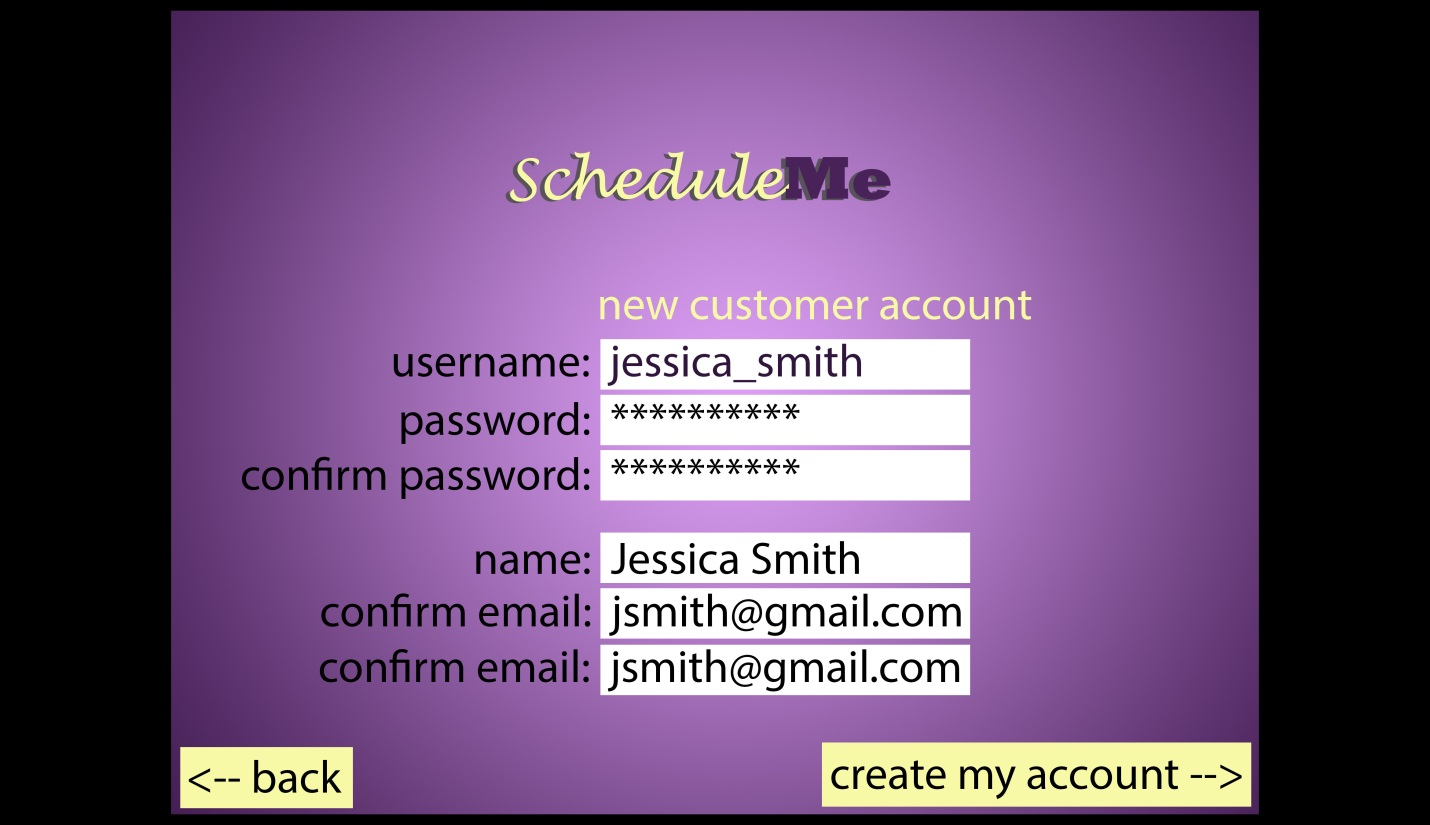 ScheduleMe
new customer account
username: jessica_smith
password: **********
confirm password: **********
name: Jessica Smith
confirm email: jsmith@gmail.com
confirm email: jsmith@gmail.com
<-- back
create my account -->